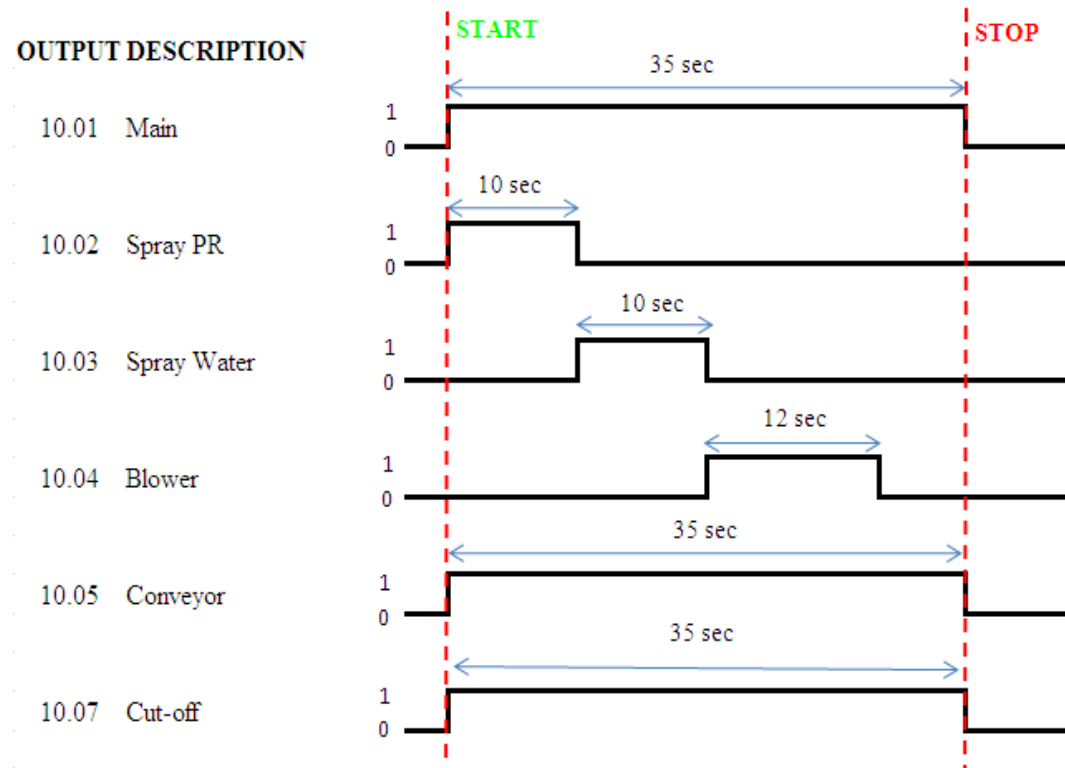 START
STOP
OUTPUT DESCRIPTION
35 sec
10.01 Main
1
0
10 sec
10.02 Spray PR
1
0
10 sec
10.03 Spray Water
1
0
12 sec
10.04 Blower
1
0
35 sec
10.05 Conveyor
1
0
35 sec
10.07 Cut-off
1
0